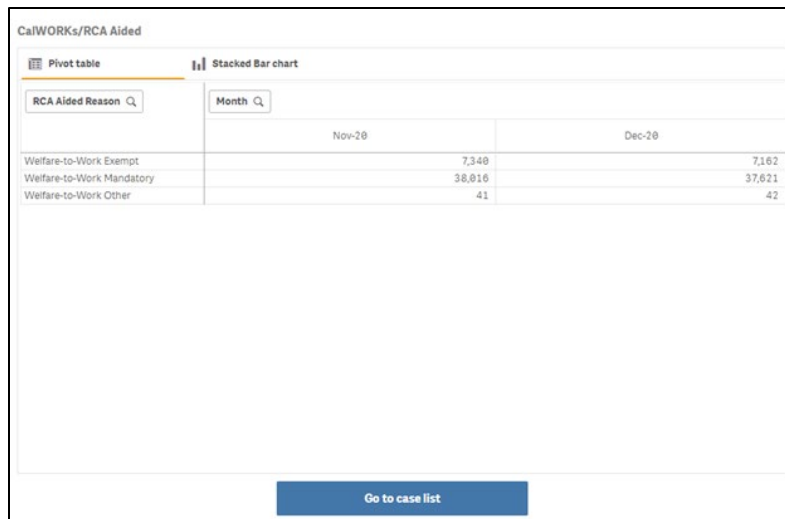 CalWORKs/RCA Aided
Pivot table Stacked Bar chart
RCA Aided Reason Month
Nov-20 Dec-20
Welfare-to-Work Exempt 7,340 7,162
Welfare-to-Work Mandatory 38,016 37,621
Welfare-to-Work Other 41 42
Go to case list